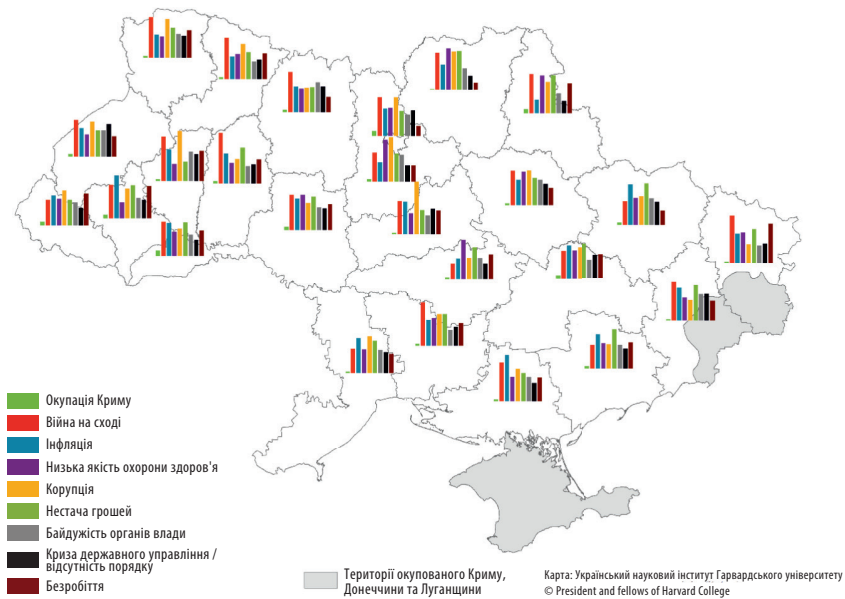 Окупація Криму
Війна на сході
Інфляція
Низька якість охорони здоров'я
Корупція
Нестача грошей
Байдужість органів влади
Криза державного управління /
відсутність порядку
Безробіття
Території окупованого Криму,
Донеччини та Луганщини
Карта: Український науковий інститут Гарвардського університету
© President and fellows of Harvard College